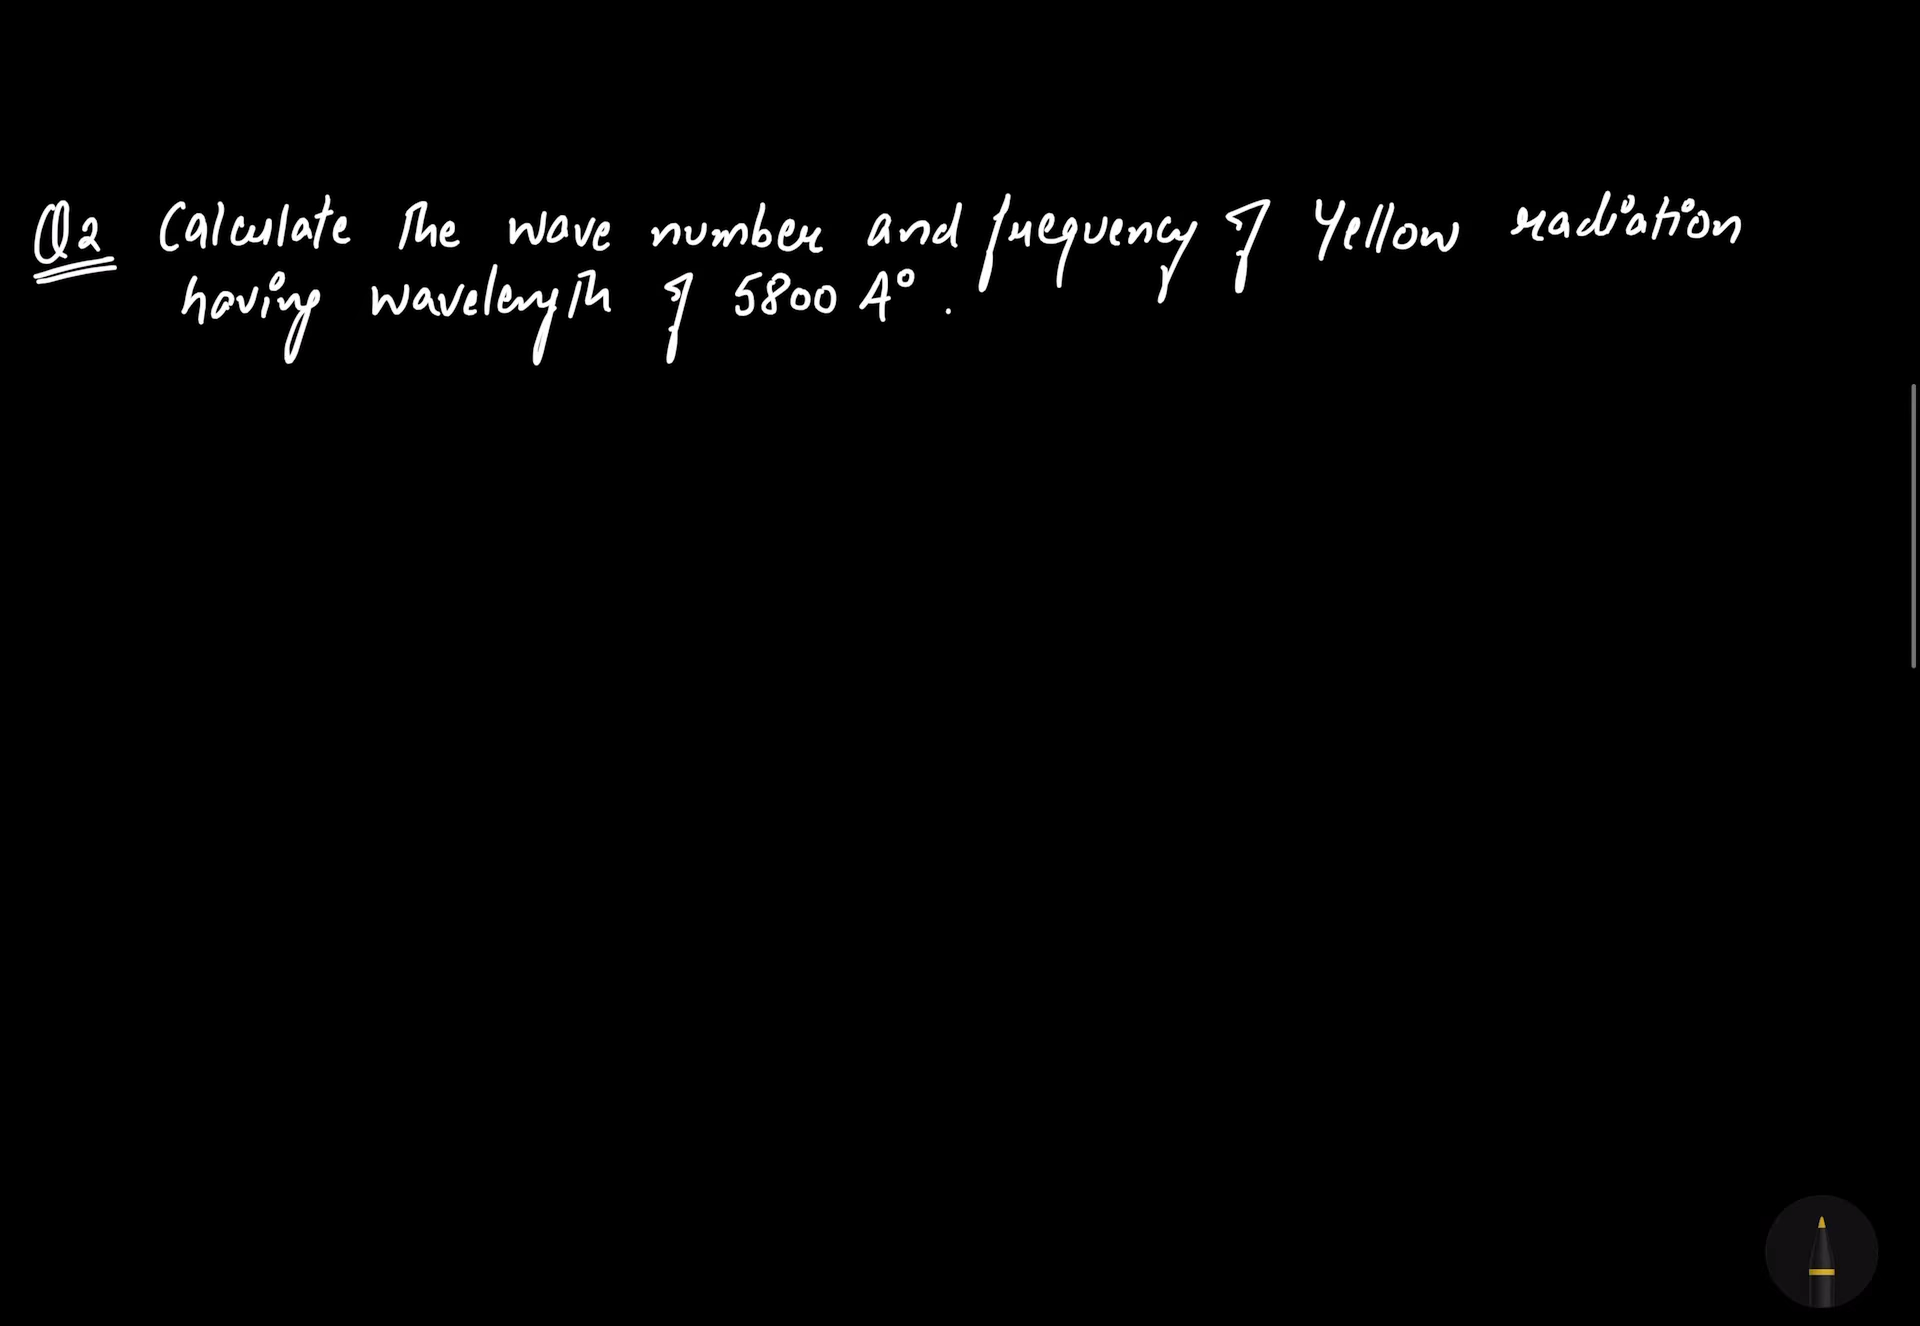 Q2 Calculate the wave number and frequency of Yellow radiation
having wavelength of 5800 A° .